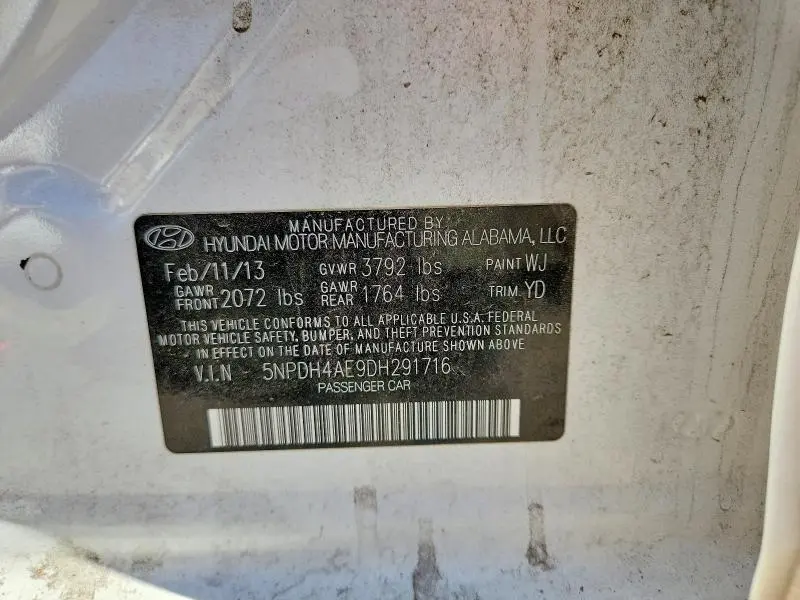 MANUFACTURED BY
HYUNDAI MOTOR MANUFACTURING ALABAMA, LLC
Feb/11/13 GVWR 3792 lbs PAINT WJ
GAWR FRONT 2072 lbs GAWR REAR 1764 lbs TRIM YD
THIS VEHICLE CONFORMS TO ALL APPLICABLE U.S.A. FEDERAL
MOTOR VEHICLE SAFETY, BUMPER, AND THEFT PREVENTION STANDARDS
IN EFFECT ON THE DATE OF MANUFACTURE SHOWN ABOVE
V.I.N 5NPDH4AE9DH291716
PASSENGER CAR